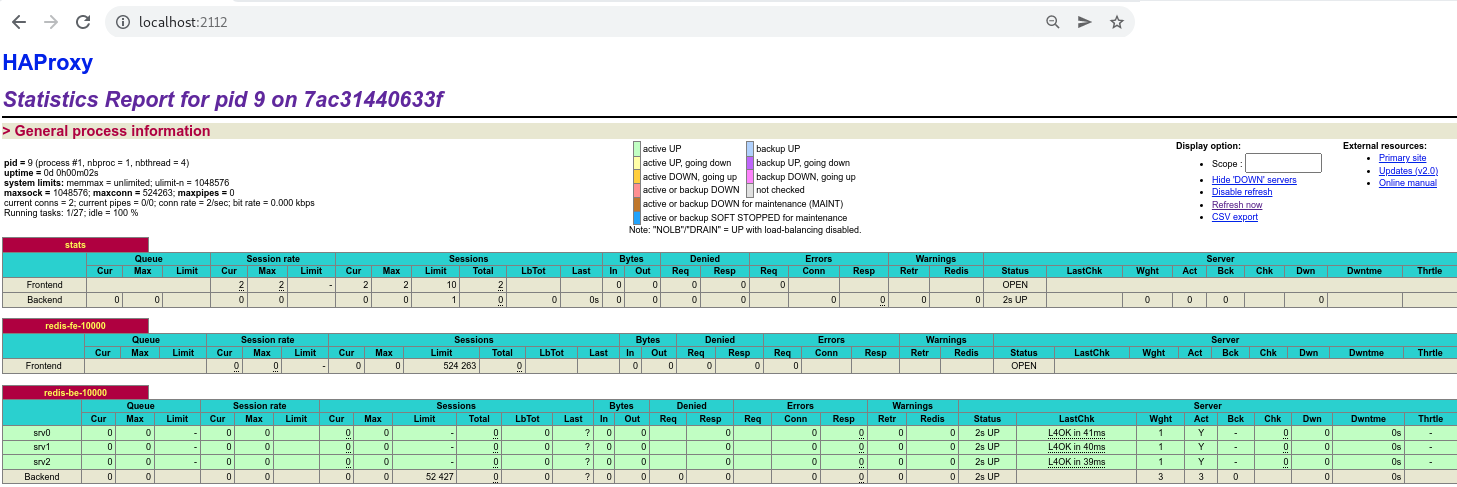 localhost:2112
HAProxy
Statistics Report for pid 9 on 7ac31440633f
> General process information
pid = 9 (process #1, nbproc = 1, nbthread = 4)
uptime = 0d 0h00m02s
system limits: memmax = unlimited; ulimit-n = 1048576
maxsock = 1048576; maxconn = 524263; maxpipes = 0
current conns = 2; current pipes = 0/0; conn rate = 2/sec; bit rate = 0.000 kbps
Running tasks: 1/27; idle = 100 %
active UP backup UP
active UP, going down backup UP, going down
active DOWN, going up backup DOWN, going up
active or backup DOWN not checked
active or backup DOWN for maintenance (MAINT)
active or backup SOFT STOPPED for maintenance
Note: "NOLB"/"DRAIN" = UP with load-balancing disabled.
Display option:
• Scope :
• Hide 'DOWN' servers
• Disable refresh
• Refresh now
• CSV export
External resources:
• Primary site
• Updates (v2.0)
• Online manual
stats
Queue Session rate Sessions Bytes Denied Errors Warnings Server
Cur Max Limit Cur Max Limit Cur Max Limit Total LbTot Last In Out Req Resp Req Conn Resp Retr Redis Status LastChk Wght Act Bck Chk Dwn Dwntme Thrtle
Frontend 2 2 - 2 2 10 2 0 0 0 0 0 OPEN
Backend 0 0 0 0 0 0 1 0 0 0s 0 0 0 0 0 0 0 0 2s UP 0 0 0 0
redis-fe-10000
Queue Session rate Sessions Bytes Denied Errors Warnings Server
Cur Max Limit Cur Max Limit Cur Max Limit Total LbTot Last In Out Req Resp Req Conn Resp Retr Redis Status LastChk Wght Act Bck Chk Dwn Dwntme Thrtle
Frontend 0 0 - 0 0 524 263 0 0 0 0 0 0 OPEN
redis-be-10000
Queue Session rate Sessions Bytes Denied Errors Warnings Server
Cur Max Limit Cur Max Limit Cur Max Limit Total LbTot Last In Out Req Resp Req Conn Resp Retr Redis Status LastChk Wght Act Bck Chk Dwn Dwntme Thrtle
srv0 0 0 - 0 0 0 0 - 0 0 ? 0 0 0 0 0 0 0 2s UP L4OK in 41ms 1 Y - 0 0 0s -
srv1 0 0 - 0 0 0 0 - 0 0 ? 0 0 0 0 0 0 0 2s UP L4OK in 40ms 1 Y - 0 0 0s -
srv2 0 0 - 0 0 0 0 - 0 0 ? 0 0 0 0 0 0 0 2s UP L4OK in 39ms 1 Y - 0 0 0s -
Backend 0 0 0 0 0 0 52 427 0 0 ? 0 0 0 0 0 0 0 0 2s UP 3 3 0 0 0s